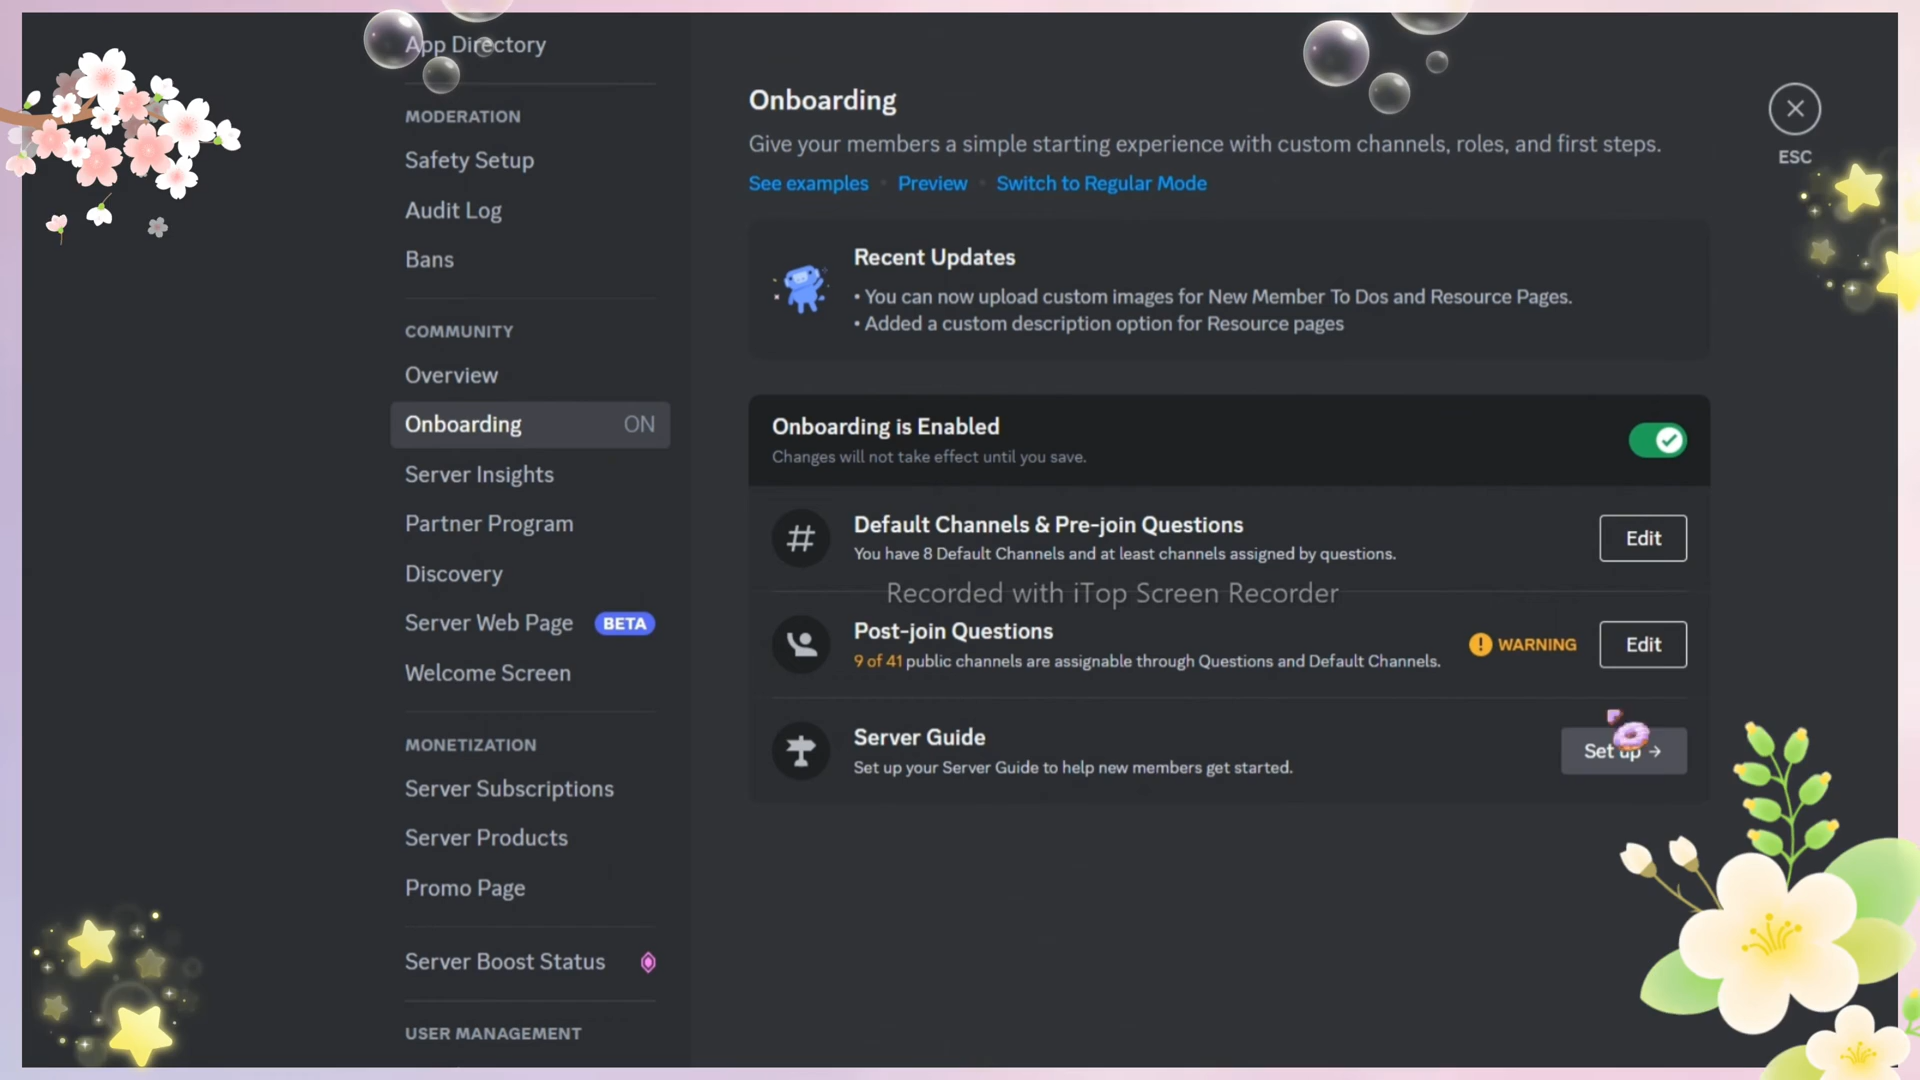 App Directory
MODERATION
Safety Setup
Audit Log
Bans
COMMUNITY
Overview
Onboarding ON
Server Insights
Partner Program
Discovery
Server Web Page BETA
Welcome Screen
MONETIZATION
Server Subscriptions
Server Products
Promo Page
Server Boost Status
USER MANAGEMENT
Onboarding
Give your members a simple starting experience with custom channels, roles, and first steps.
See examples • Preview • Switch to Regular Mode
ESC
Recent Updates
• You can now upload custom images for New Member To Dos and Resource Pages.
• Added a custom description option for Resource pages
Onboarding is Enabled
Changes will not take effect until you save.
Default Channels & Pre-join Questions
You have 8 Default Channels and at least channels assigned by questions.
Edit
Recorded with iTop Screen Recorder
Post-join Questions
9 of 41 public channels are assignable through Questions and Default Channels.
WARNING
Edit
Server Guide
Set up your Server Guide to help new members get started.
Set up →